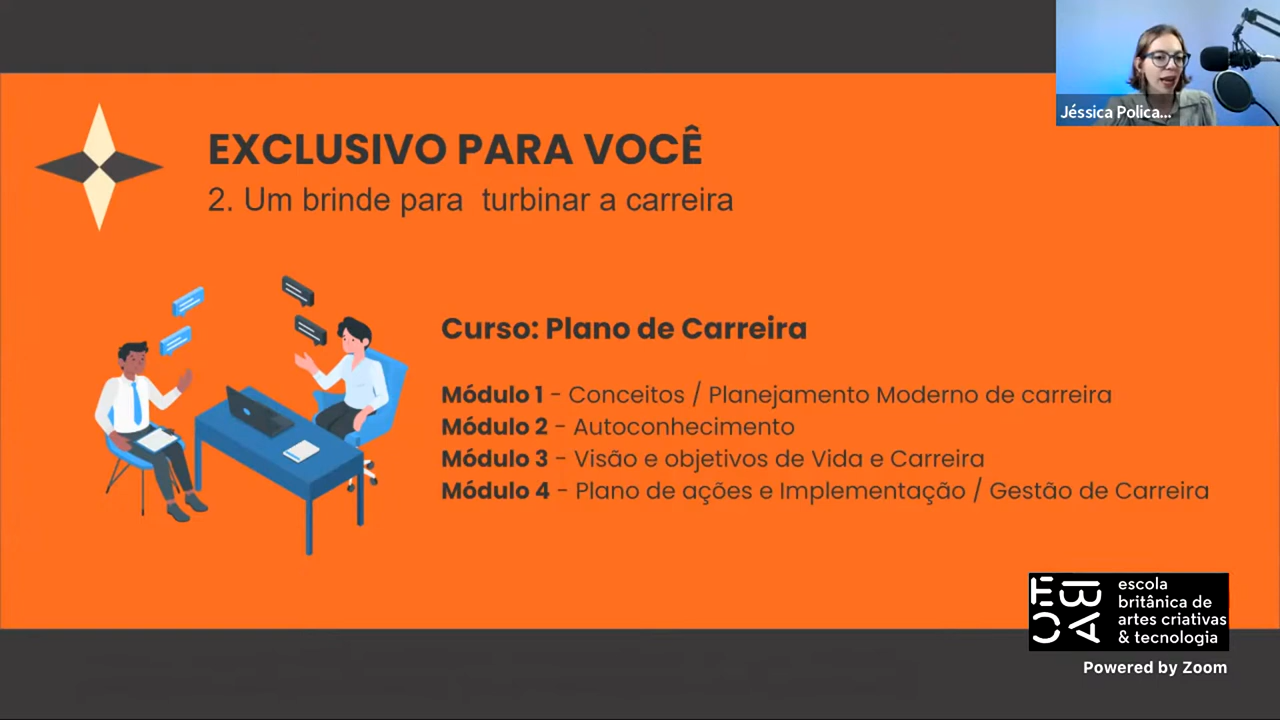 EXCLUSIVO PARA VOCÊ
2. Um brinde para turbinar a carreira
Jéssica Polica...
Curso: Plano de Carreira
Módulo 1 - Conceitos / Planejamento Moderno de carreira
Módulo 2 - Autoconhecimento
Módulo 3 - Visão e objetivos de Vida e Carreira
Módulo 4 - Plano de ações e Implementação / Gestão de Carreira
EBAC
escola
britânica de
artes criativas
& tecnologia
Powered by Zoom